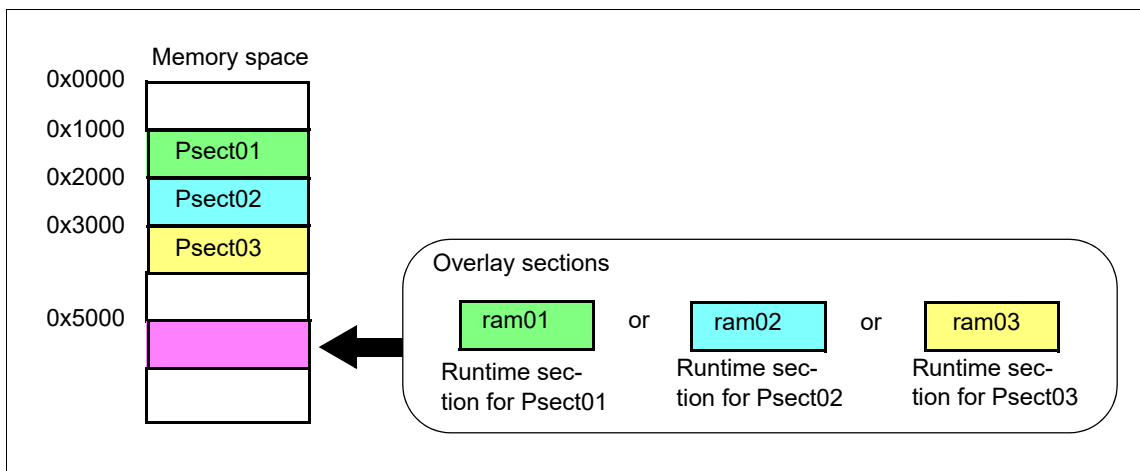 Memory space
0x0000
0x1000
Psect01
0x2000
Psect02
0x3000
Psect03
0x5000
Overlay sections
ram01 or ram02 or ram03
Runtime sec- Runtime sec- Runtime sec-
tion for Psect01 tion for Psect02 tion for Psect03